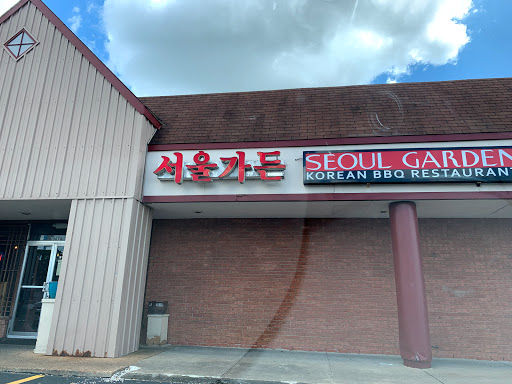 서울가든
SEOUL GARDEN
KOREAN BBQ RESTAURANT